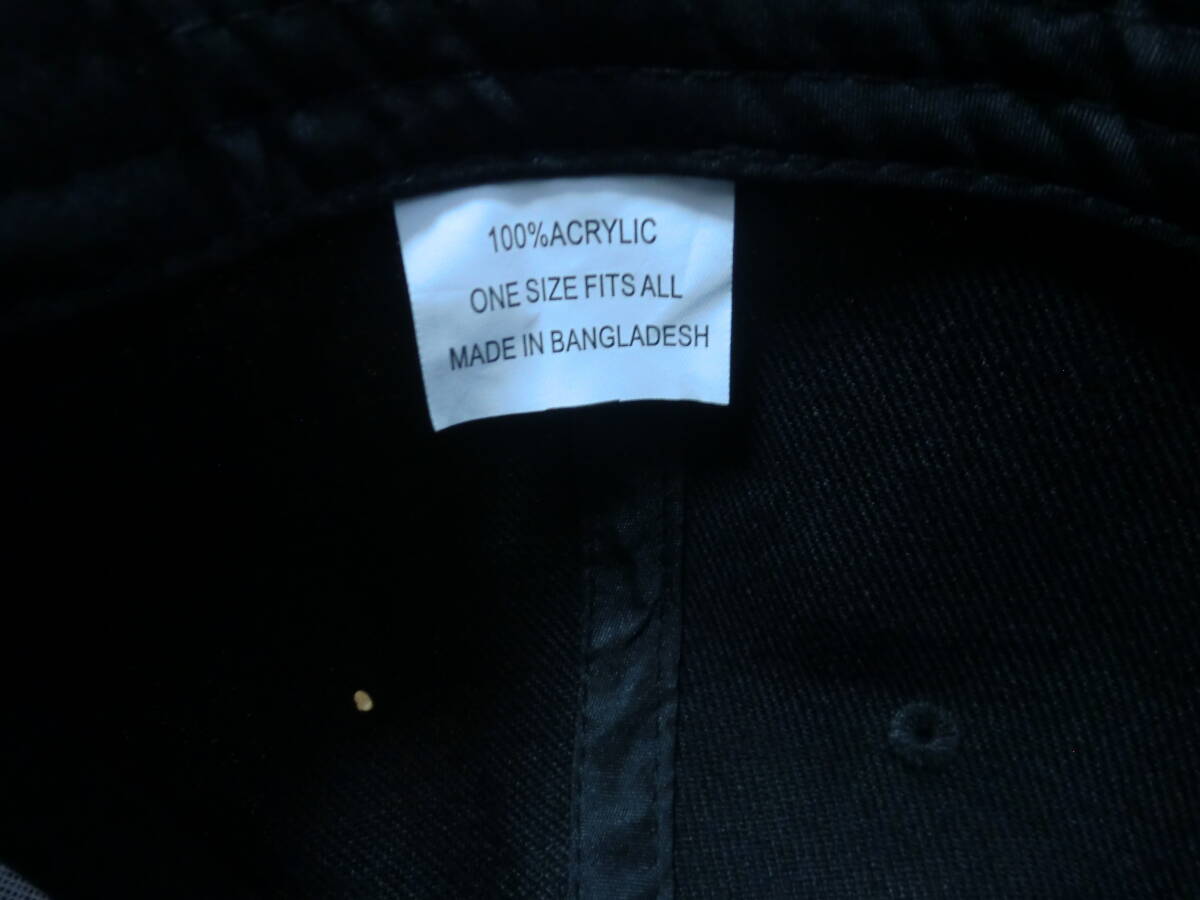 100%ACRYLIC
ONE SIZE FITS ALL
MADE IN BANGLADESH